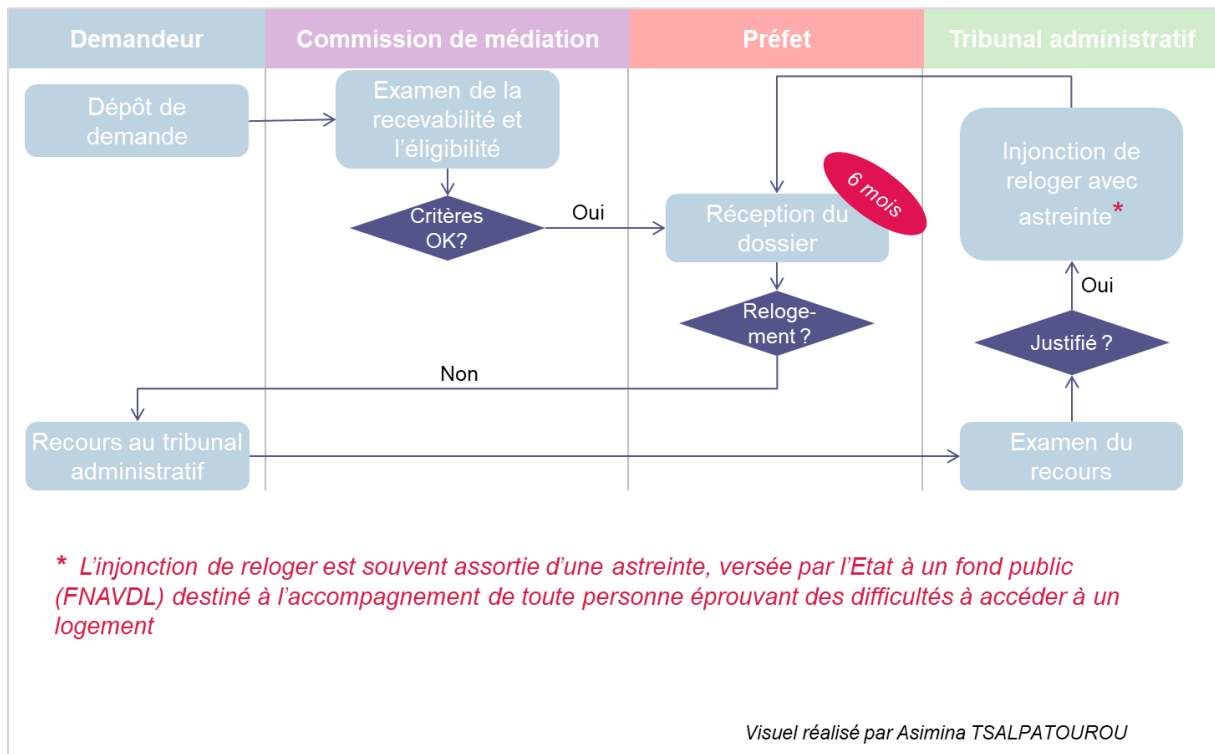 Demandeur
Commission de médiation
Préfet
Tribunal administratif
Dépôt de
demande
Examen de la
recevabilité et
l'éligibilité
Critères
OK?
Oui
Réception du
dossier
6 mois
Reloge-
ment ?
Non
Recours au tribunal
administratif
Examen du
recours
Justifié ?
Oui
Injonction de
reloger avec
astreinte*
* L'injonction de reloger est souvent assortie d'une astreinte, versée par l'Etat à un fond public
(FNAVDL) destiné à l'accompagnement de toute personne éprouvant des difficultés à accéder à un
logement
Visuel réalisé par Asimina TSALPATOUROU